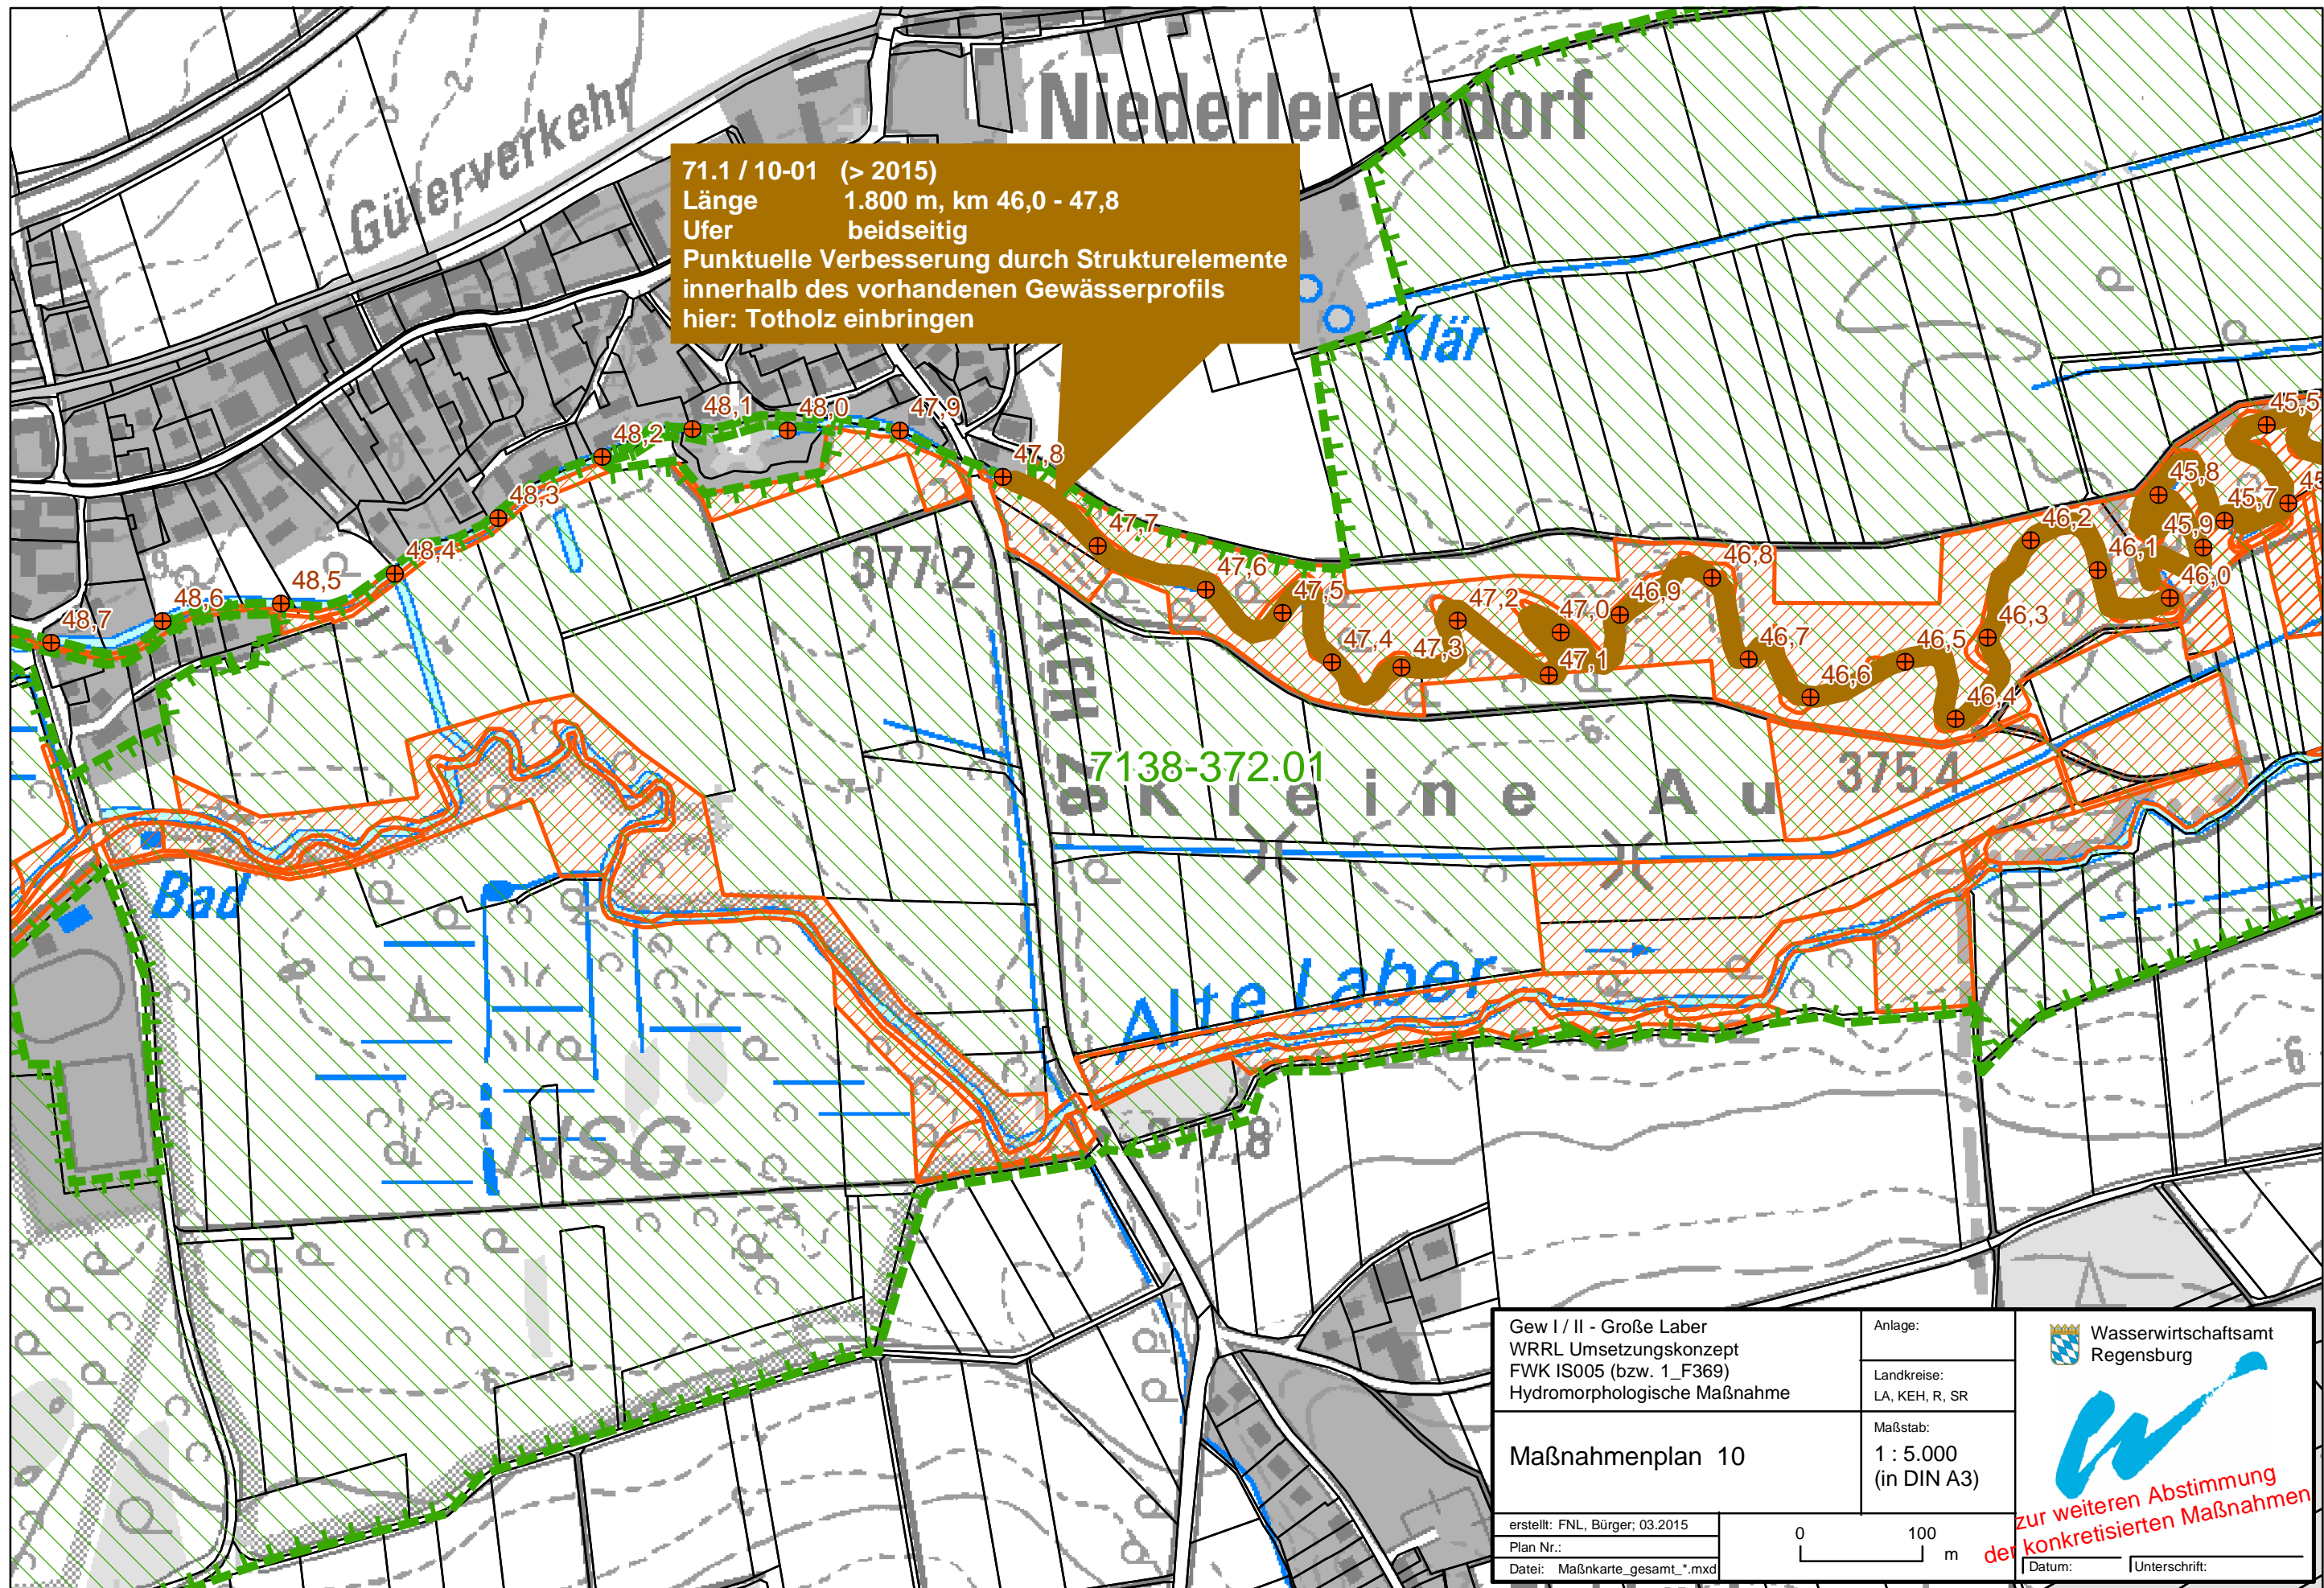 Niederleierndorf
Güterverkehr
71.1 / 10-01 (> 2015)
Länge 1.800 m, km 46,0 - 47,8
Ufer beidseitig
Punktuelle Verbesserung durch Strukturelemente
innerhalb des vorhandenen Gewässerprofils
hier: Totholz einbringen
Klär
48,7
48,6
48,5
48,4
48,3
48,2
48,1
48,0
47,9
47,8
47,7
47,6
47,5
47,4
47,3
47,2
47,1
47,0
46,9
46,8
46,7
46,6
46,5
46,4
46,3
46,2
46,1
46,0
45,9
45,8
45,7
45,5
377,2
KEH 28
7138-372.01
Kleine Au
375,4
Bad
Alte Laber
NSG
377,8
Gew I / II - Große Laber
WRRL Umsetzungskonzept
FWK IS005 (bzw. 1_F369)
Hydromorphologische Maßnahme
Anlage:
Landkreise:
LA, KEH, R, SR
Maßnahmenplan 10
Maßstab:
1 : 5.000
(in DIN A3)
erstellt: FNL, Bürger; 03.2015
Plan Nr.:
Datei: Maßnkarte_gesamt_*.mxd
0 100
m
Wasserwirtschaftsamt
Regensburg
zur weiteren Abstimmung
der konkretisierten Maßnahmen
Datum: Unterschrift: